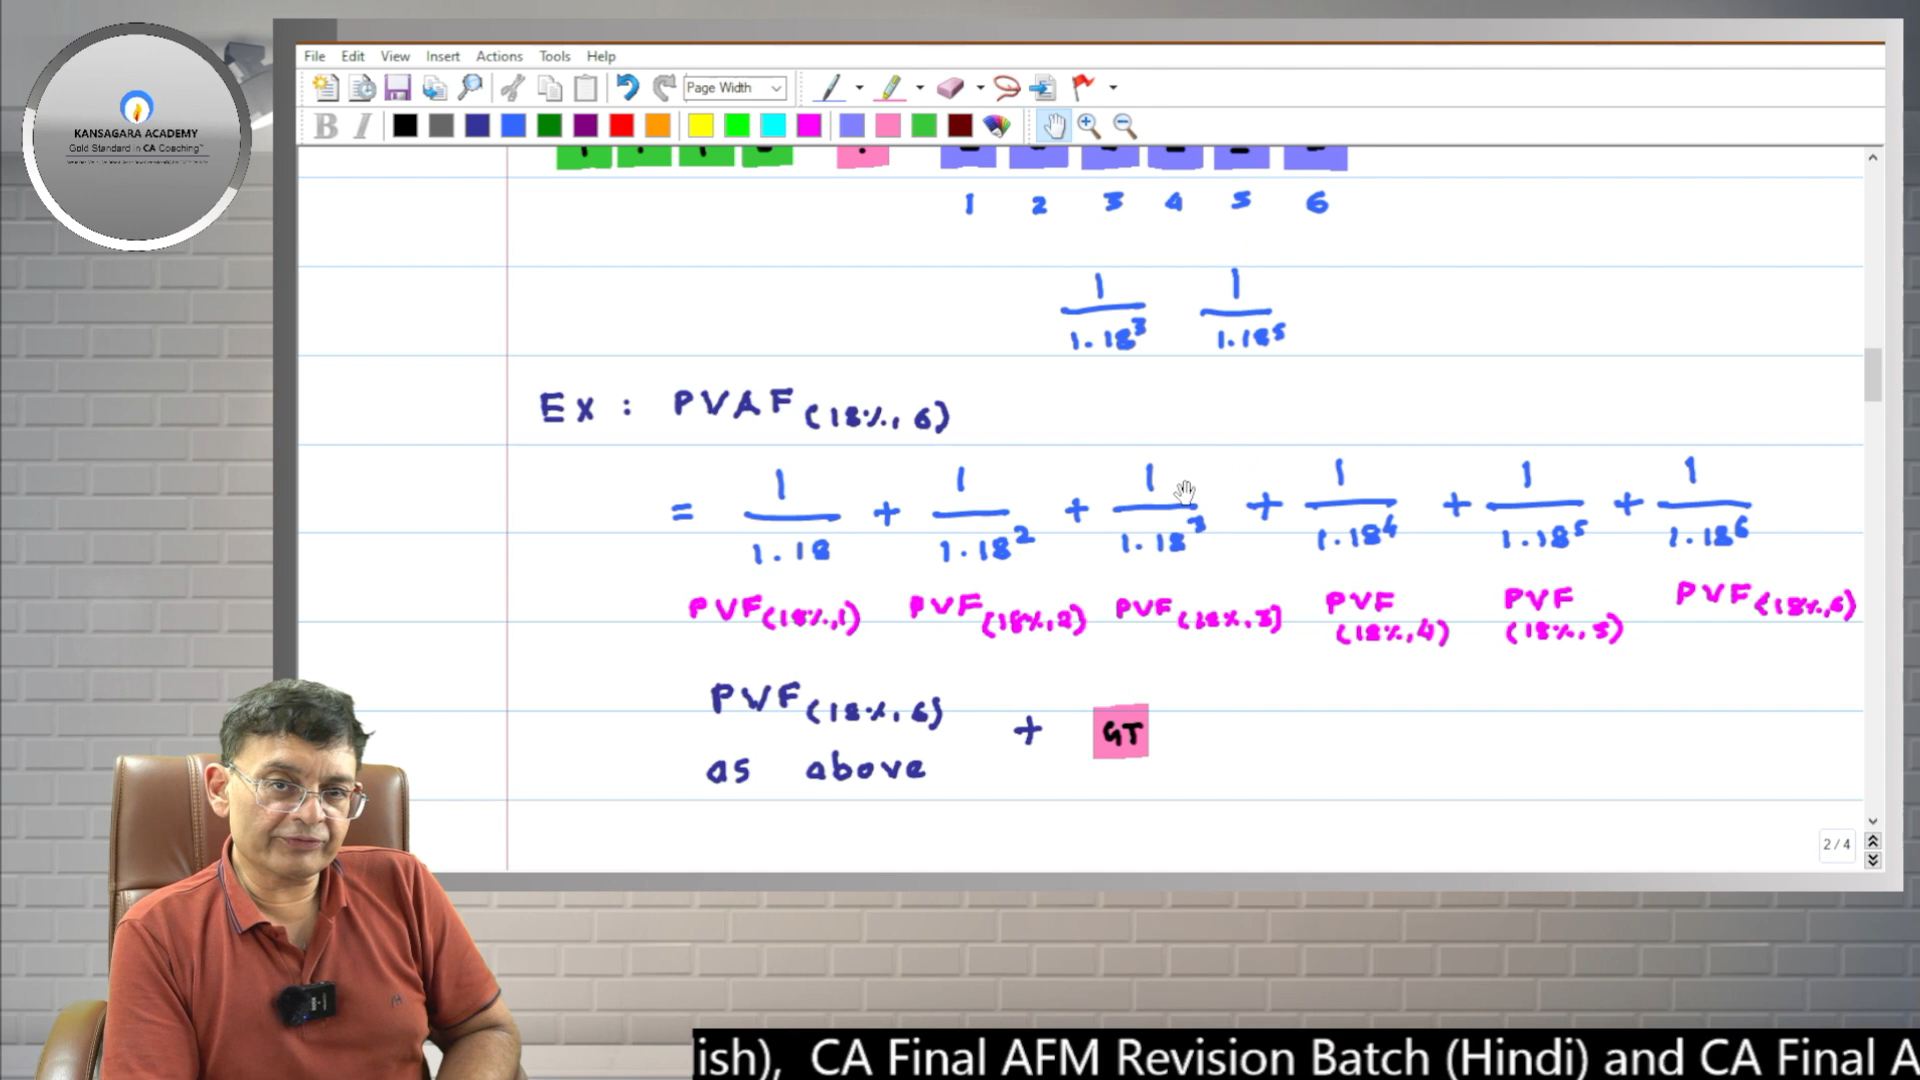 KANSAGARA ACADEMY
Gold Standard in CA Coaching™
File Edit View Insert Actions Tools Help
Page Width
B I
1 . 1 8 ÷ = = = = = =
1 2 3 4 5 6
1 1
1.18³ 1.18⁵
Ex : PVAF(18%, 6)
= 1 + 1 + 1 + 1 + 1 + 1
1.18 1.18² 1.18³ 1.18⁴ 1.18⁵ 1.18⁶
PVF(18%,1) PVF(18%,2) PVF(18%,3) PVF(18%,4) PVF(18%,5) PVF(18%,6)
PVF(18%,6) + GT
as above
2 / 4
ish), CA Final AFM Revision Batch (Hindi) and CA Final A